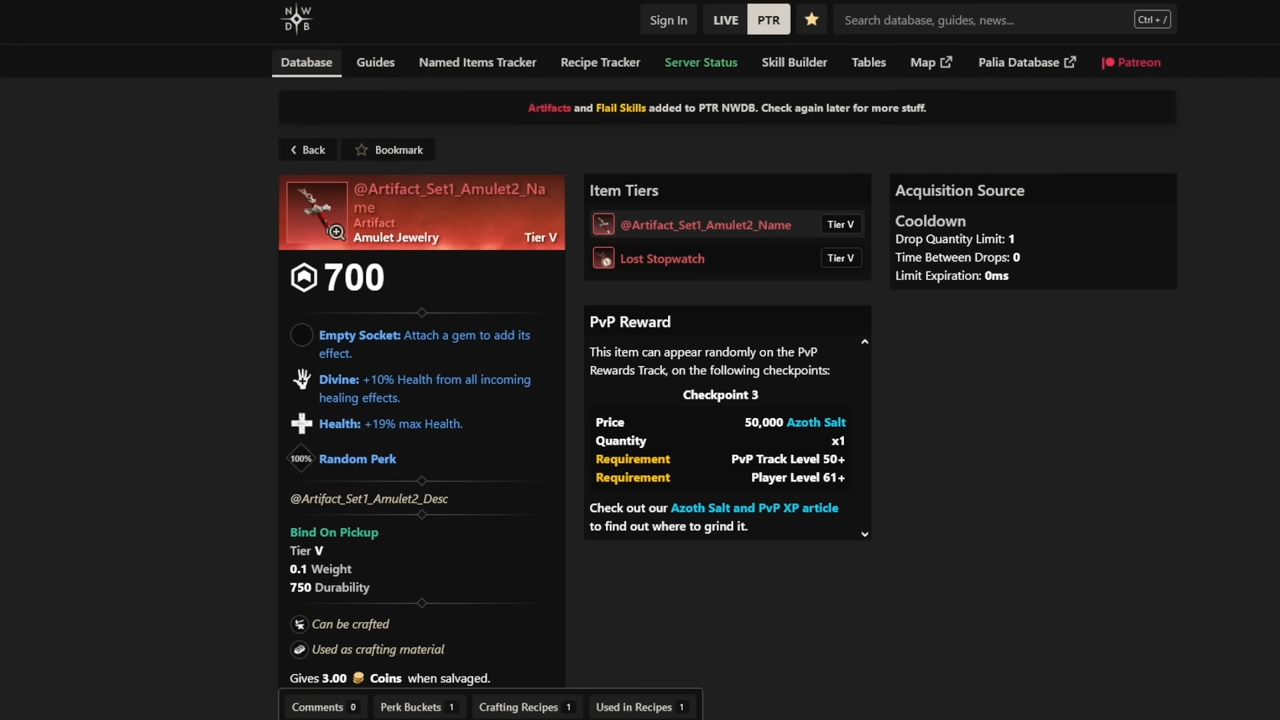 NW
DB
Sign In
LIVE
PTR
Search database, guides, news...
Ctrl + /
Database
Guides
Named Items Tracker
Recipe Tracker
Server Status
Skill Builder
Tables
Map
Palia Database
Patreon
Artifacts and Flail Skills added to PTR NWDB. Check again later for more stuff.
Back
Bookmark
@Artifact_Set1_Amulet2_Na
me
Artifact
Amulet Jewelry
Tier V
700
Empty Socket: Attach a gem to add its
effect.
Divine: +10% Health from all incoming
healing effects.
Health: +19% max Health.
100%
Random Perk
@Artifact_Set1_Amulet2_Desc
Bind On Pickup
Tier V
0.1 Weight
750 Durability
Can be crafted
Used as crafting material
Gives 3.00 Coins when salvaged.
Item Tiers
@Artifact_Set1_Amulet2_Name
Tier V
Lost Stopwatch
Tier V
PvP Reward
This item can appear randomly on the PvP
Rewards Track, on the following checkpoints:
Checkpoint 3
Price 50,000 Azoth Salt
Quantity x1
Requirement PvP Track Level 50+
Requirement Player Level 61+
Check out our Azoth Salt and PvP XP article
to find out where to grind it.
Acquisition Source
Cooldown
Drop Quantity Limit: 1
Time Between Drops: 0
Limit Expiration: 0ms
Comments 0
Perk Buckets 1
Crafting Recipes 1
Used in Recipes 1